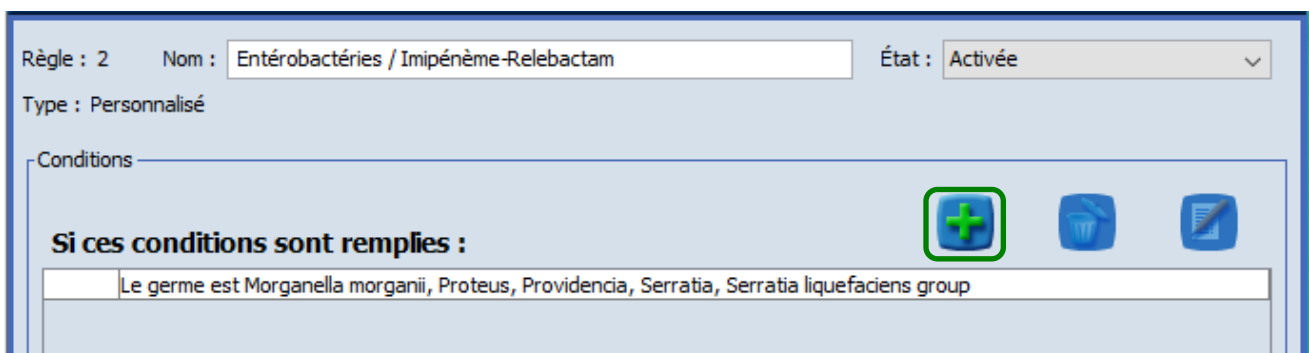 Règle : 2 Nom : Entérobactéries / Imipénème-Relebactam État : Activée
Type : Personnalisé
Conditions
Si ces conditions sont remplies :
Le germe est Morganella morganii, Proteus, Providencia, Serratia, Serratia liquefaciens group